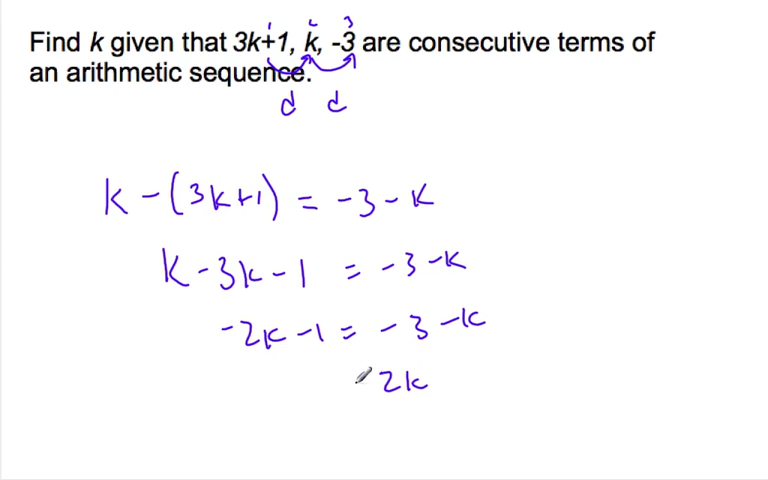 1 2 3
Find k given that 3k+1, k, -3 are consecutive terms of
an arithmetic sequence.
d d
k - (3k+1) = -3 - k
k - 3k - 1 = -3 - k
-2k - 1 = -3 - k
2k